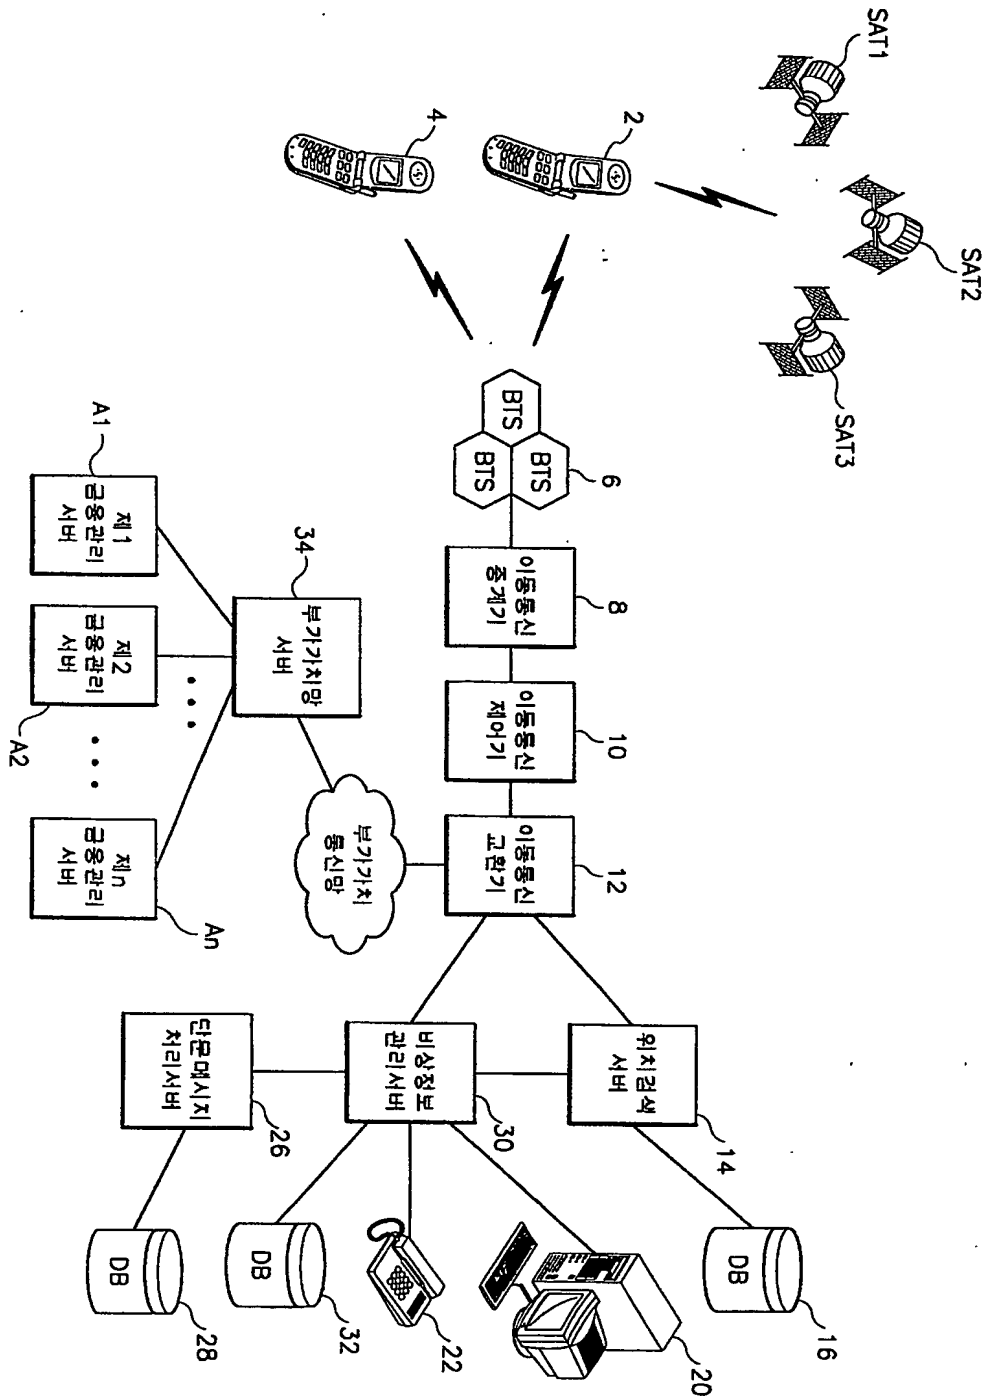 SAT1
SAT2
SAT3
2
4
BTS
BTS
BTS
6
이동통신
중계기
8
이동통신
제어기
10
이동통신
교환기
12
위치검색
서버
14
DB
16
20
22
비상정보
관리서버
30
DB
32
단문메시지
처리서버
26
DB
28
부가가치
통신망
부가가치망
서버
34
제1
금융관리
서버
A1
제2
금융관리
서버
A2
제n
금융관리
서버
An